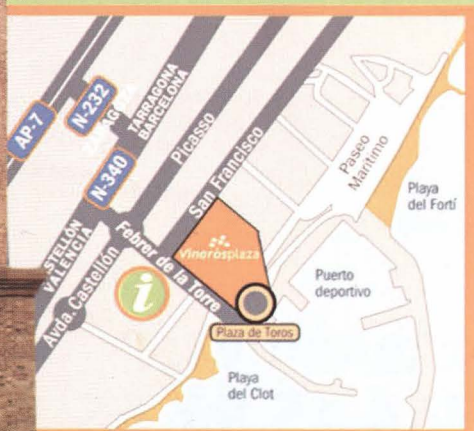 AP-7
N-232
ZARAGOZA
TARRAGONA
BARCELONA
N-340
Picasso
San Francisco
Paseo
Marítimo
Playa
del Fortí
VALENCIA
Avda. Castellón
Febrer de la Torre
Vinaròsplaza
i
Puerto
deportivo
Plaza de Toros
Playa
del Clot